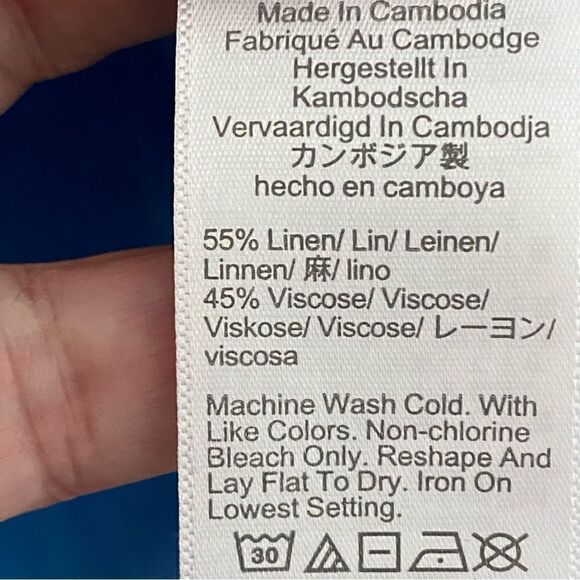 Made In Cambodia
Fabriqué Au Cambodge
Hergestellt In
Kambodscha
Vervaardigd In Cambodja
カンボジア製
hecho en camboya
55% Linen/ Lin/ Leinen/
Linnen/ 麻/ lino
45% Viscose/ Viscose/
Viskose/ Viscose/ レーヨン/
viscosa
Machine Wash Cold. With
Like Colors. Non-chlorine
Bleach Only. Reshape And
Lay Flat To Dry. Iron On
Lowest Setting.
30